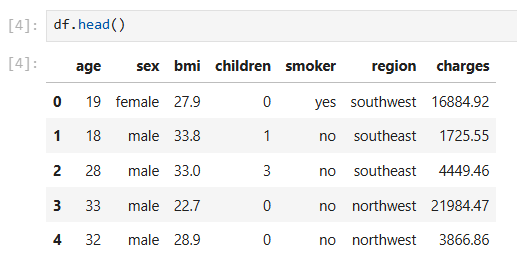 [4]: df.head()
[4]: age sex bmi children smoker region charges
0 19 female 27.9 0 yes southwest 16884.92
1 18 male 33.8 1 no southeast 1725.55
2 28 male 33.0 3 no southeast 4449.46
3 33 male 22.7 0 no northwest 21984.47
4 32 male 28.9 0 no northwest 3866.86